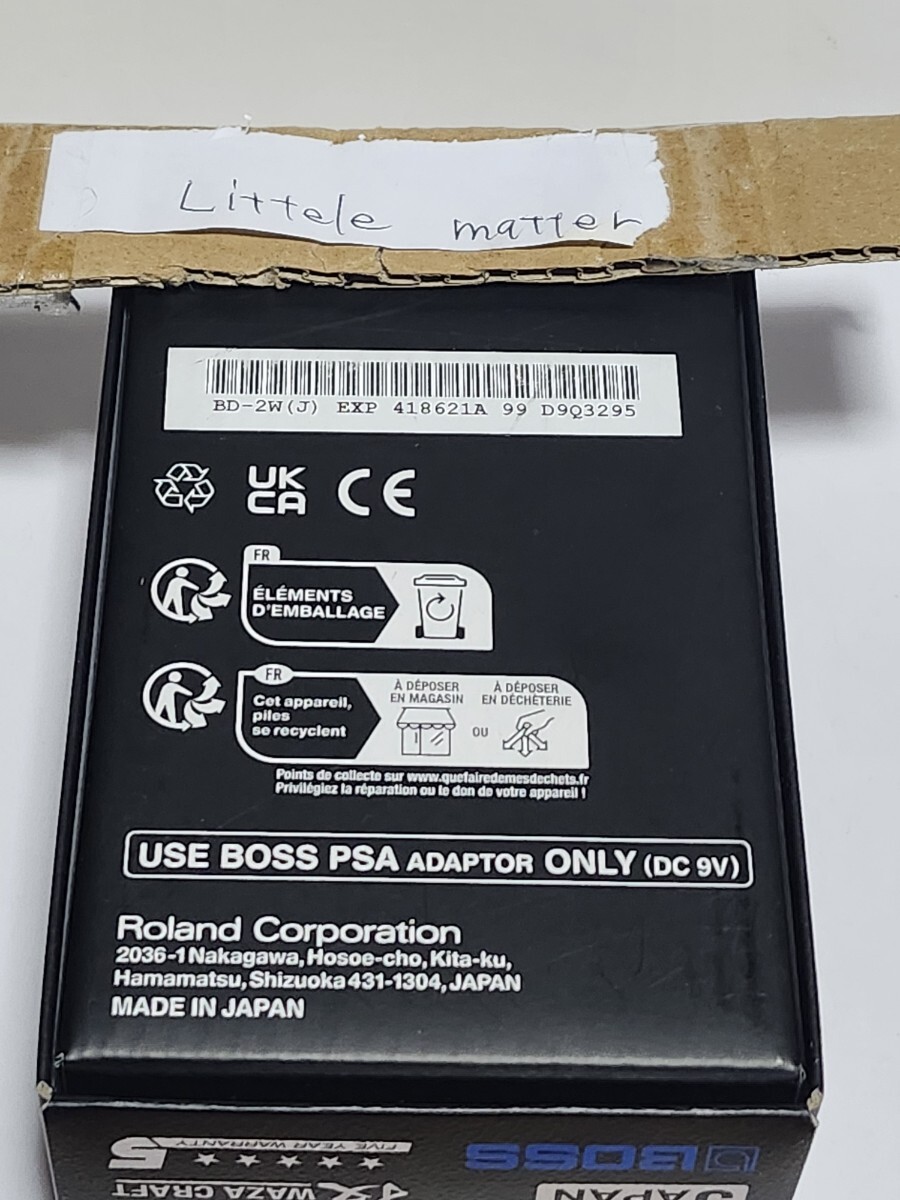 Littele matter
BD-2W(J) EXP 418621A 99 D9Q3295
UK
CA CE
FR
ÉLÉMENTS
D'EMBALLAGE
FR
Cet appareil,
piles
se recyclent
À DÉPOSER
EN MAGASIN
OU
À DÉPOSER
EN DÉCHÈTERIE
Points de collecte sur www.quefairedemesdechets.fr
Privilégiez la réparation ou le don de votre appareil !
USE BOSS PSA ADAPTOR ONLY (DC 9V)
Roland Corporation
2036-1 Nakagawa, Hosoe-cho, Kita-ku,
Hamamatsu, Shizuoka 431-1304, JAPAN
MADE IN JAPAN
BOSS
5 FIVE YEAR WARRANTY
JAPAN
WAZA CRAFT